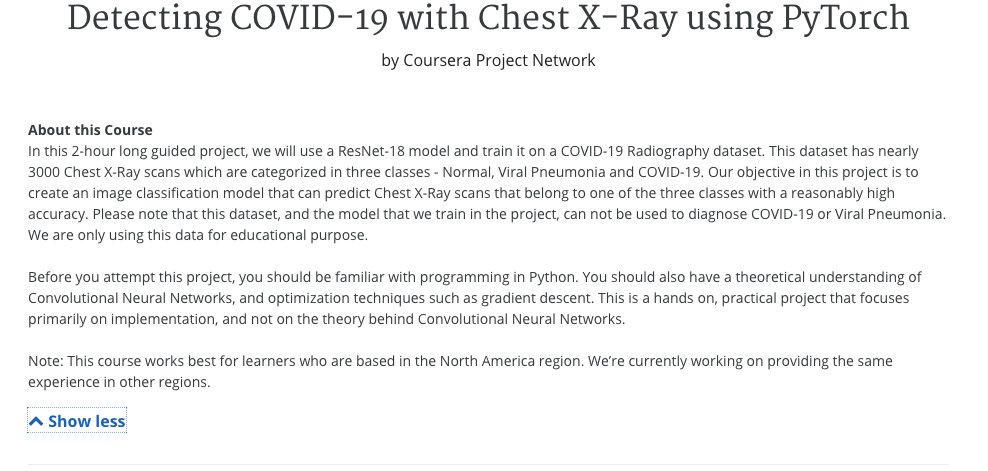 Detecting COVID-19 with Chest X-Ray using PyTorch
by Coursera Project Network
About this Course
In this 2-hour long guided project, we will use a ResNet-18 model and train it on a COVID-19 Radiography dataset. This dataset has nearly
3000 Chest X-Ray scans which are categorized in three classes - Normal, Viral Pneumonia and COVID-19. Our objective in this project is to
create an image classification model that can predict Chest X-Ray scans that belong to one of the three classes with a reasonably high
accuracy. Please note that this dataset, and the model that we train in the project, can not be used to diagnose COVID-19 or Viral Pneumonia.
We are only using this data for educational purpose.
Before you attempt this project, you should be familiar with programming in Python. You should also have a theoretical understanding of
Convolutional Neural Networks, and optimization techniques such as gradient descent. This is a hands on, practical project that focuses
primarily on implementation, and not on the theory behind Convolutional Neural Networks.
Note: This course works best for learners who are based in the North America region. We’re currently working on providing the same
experience in other regions.
Show less